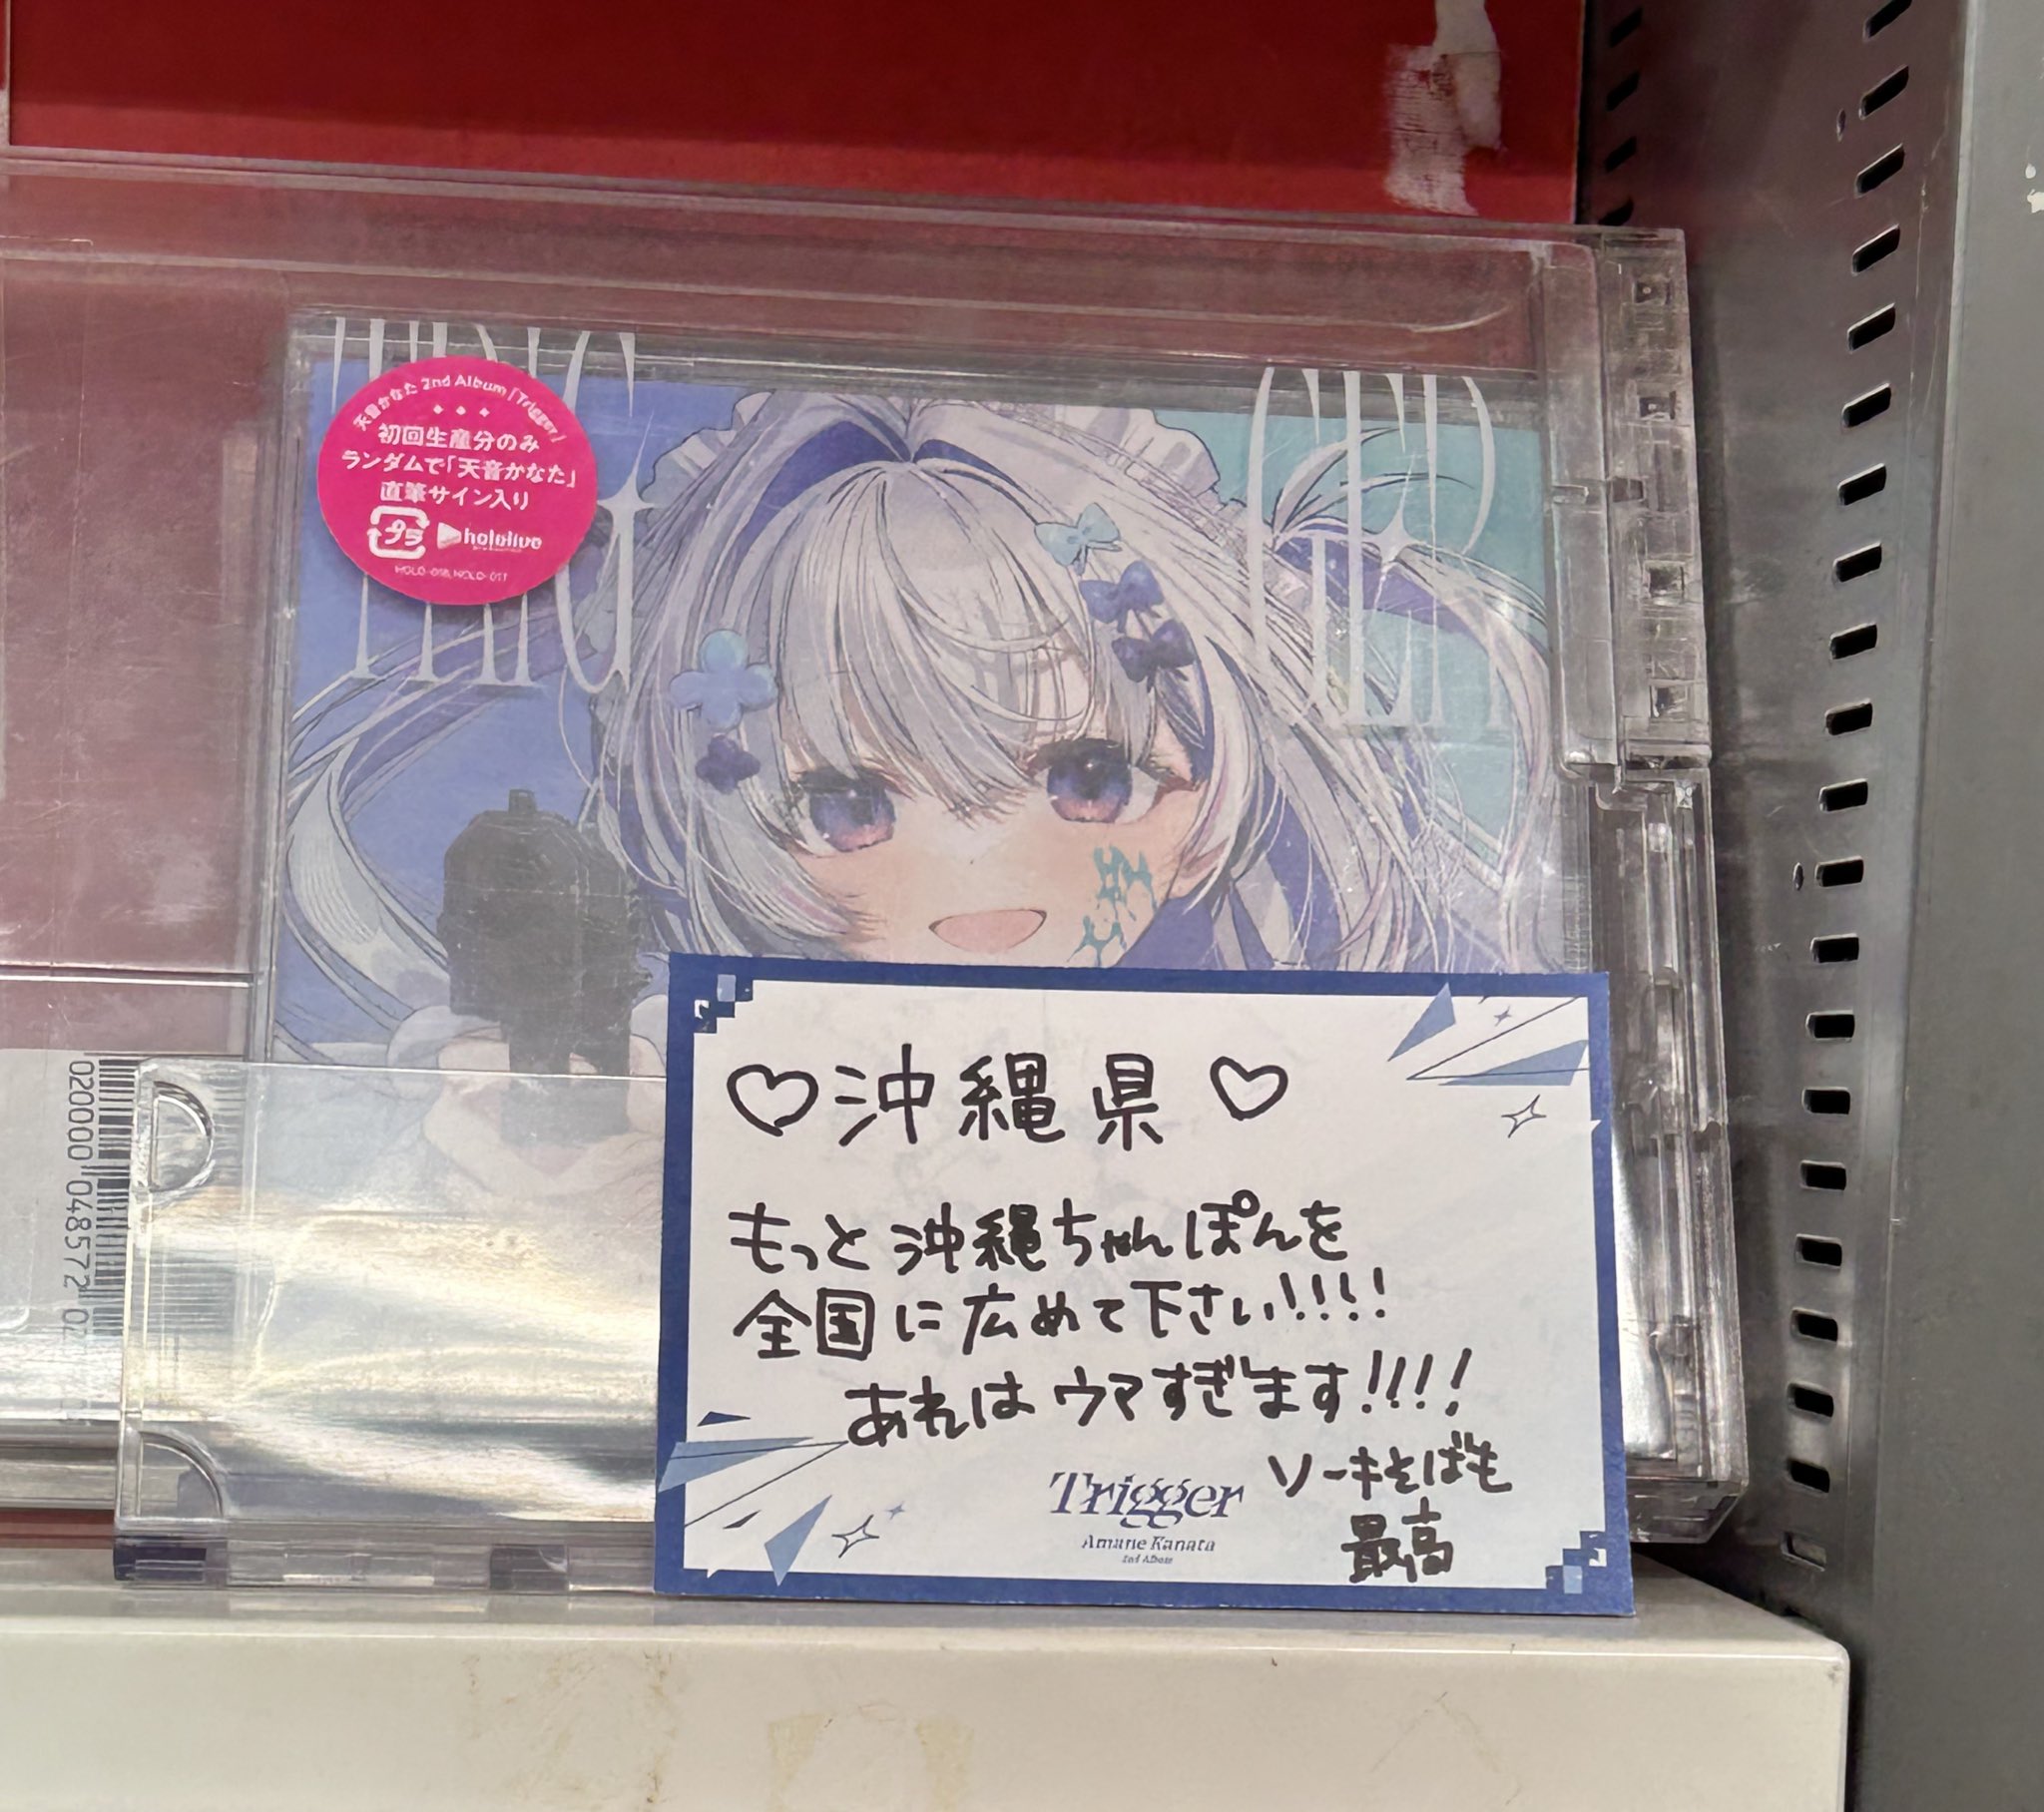 TRIGGER
天音かなた 2nd Album「Trigger」
初回生産分のみ
ランダムで「天音かなた」
直筆サイン入り
プラ
hololive
♡沖縄県♡
もっと沖縄ちゃんぽんを
全国に広めて下さい!!!!
あれはウマすぎます!!!!
ソーキそばも
最高
Trigger
Amane Kanata
2nd Album